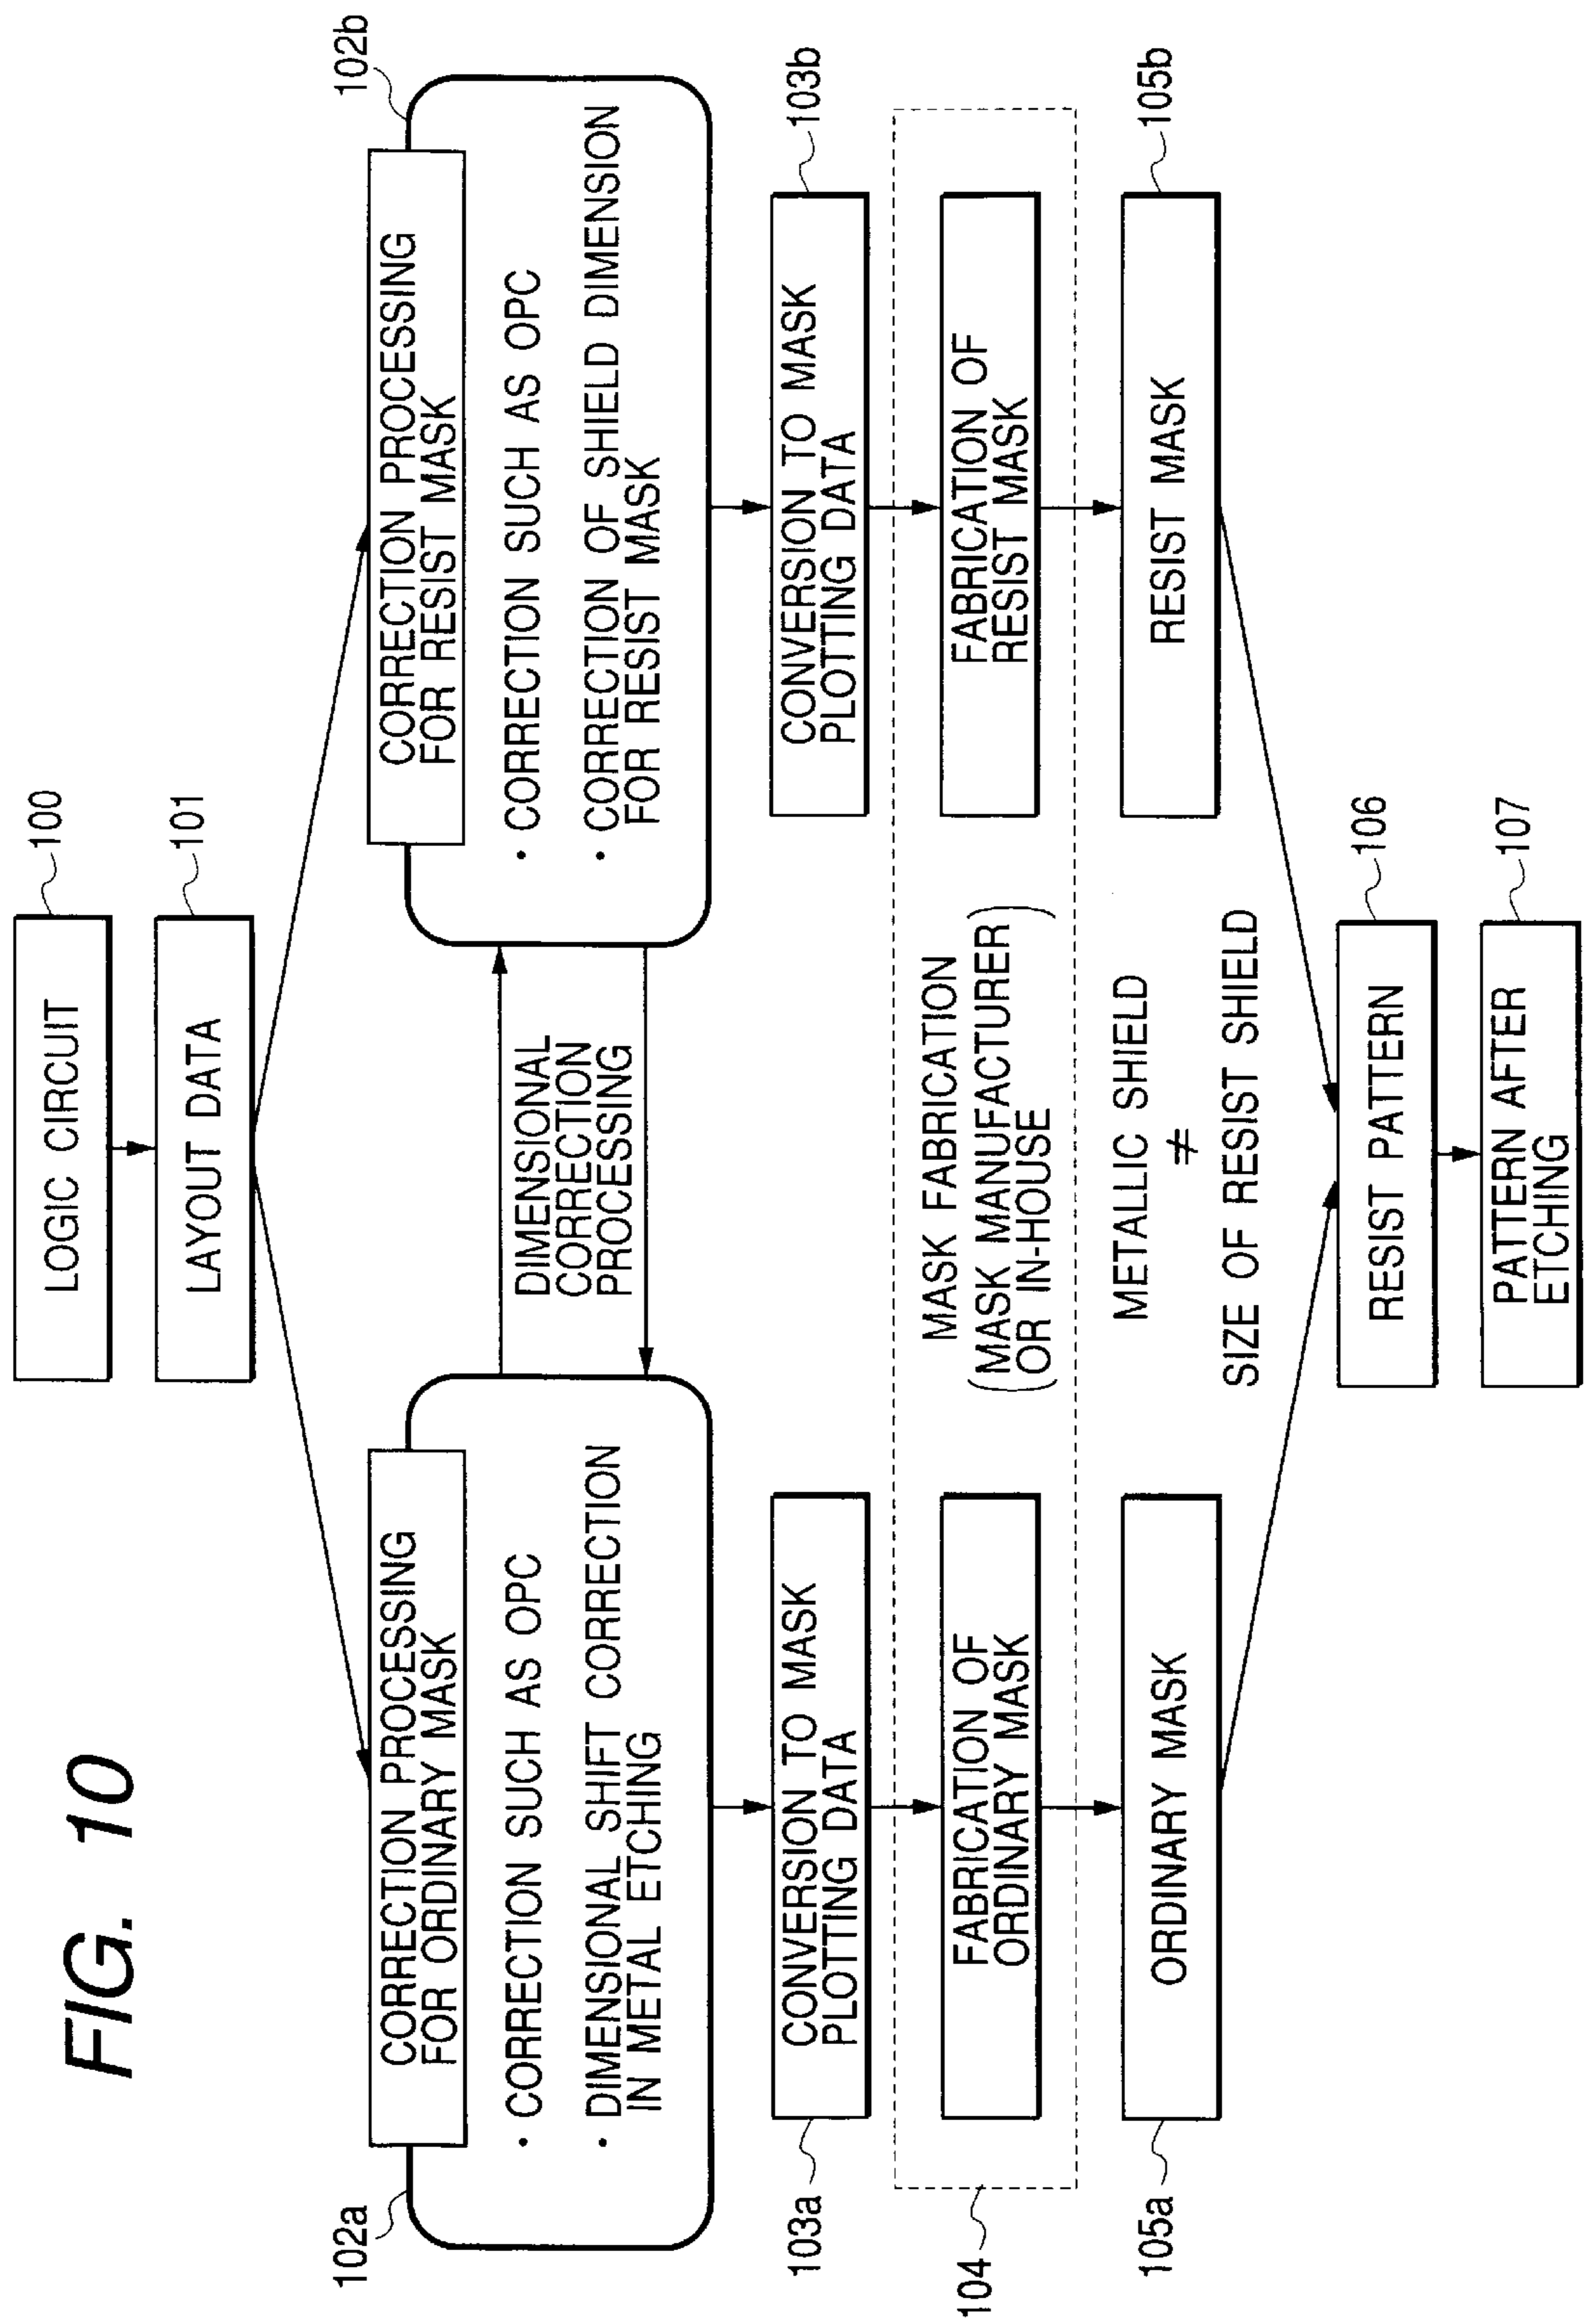 FIG. 10
LOGIC CIRCUIT
100
LAYOUT DATA
101
102a
CORRECTION PROCESSING
FOR ORDINARY MASK
· CORRECTION SUCH AS OPC
· DIMENSIONAL SHIFT CORRECTION
IN METAL ETCHING
DIMENSIONAL
CORRECTION
PROCESSING
102b
CORRECTION PROCESSING
FOR RESIST MASK
· CORRECTION SUCH AS OPC
· CORRECTION OF SHIELD DIMENSION
FOR RESIST MASK
103a
CONVERSION TO MASK
PLOTTING DATA
CONVERSION TO MASK
PLOTTING DATA
103b
104
FABRICATION OF
ORDINARY MASK
MASK FABRICATION
(MASK MANUFACTURER
OR IN-HOUSE)
FABRICATION OF
RESIST MASK
105a
ORDINARY MASK
METALLIC SHIELD
≠
SIZE OF RESIST SHIELD
RESIST MASK
105b
RESIST PATTERN
106
PATTERN AFTER
ETCHING
107